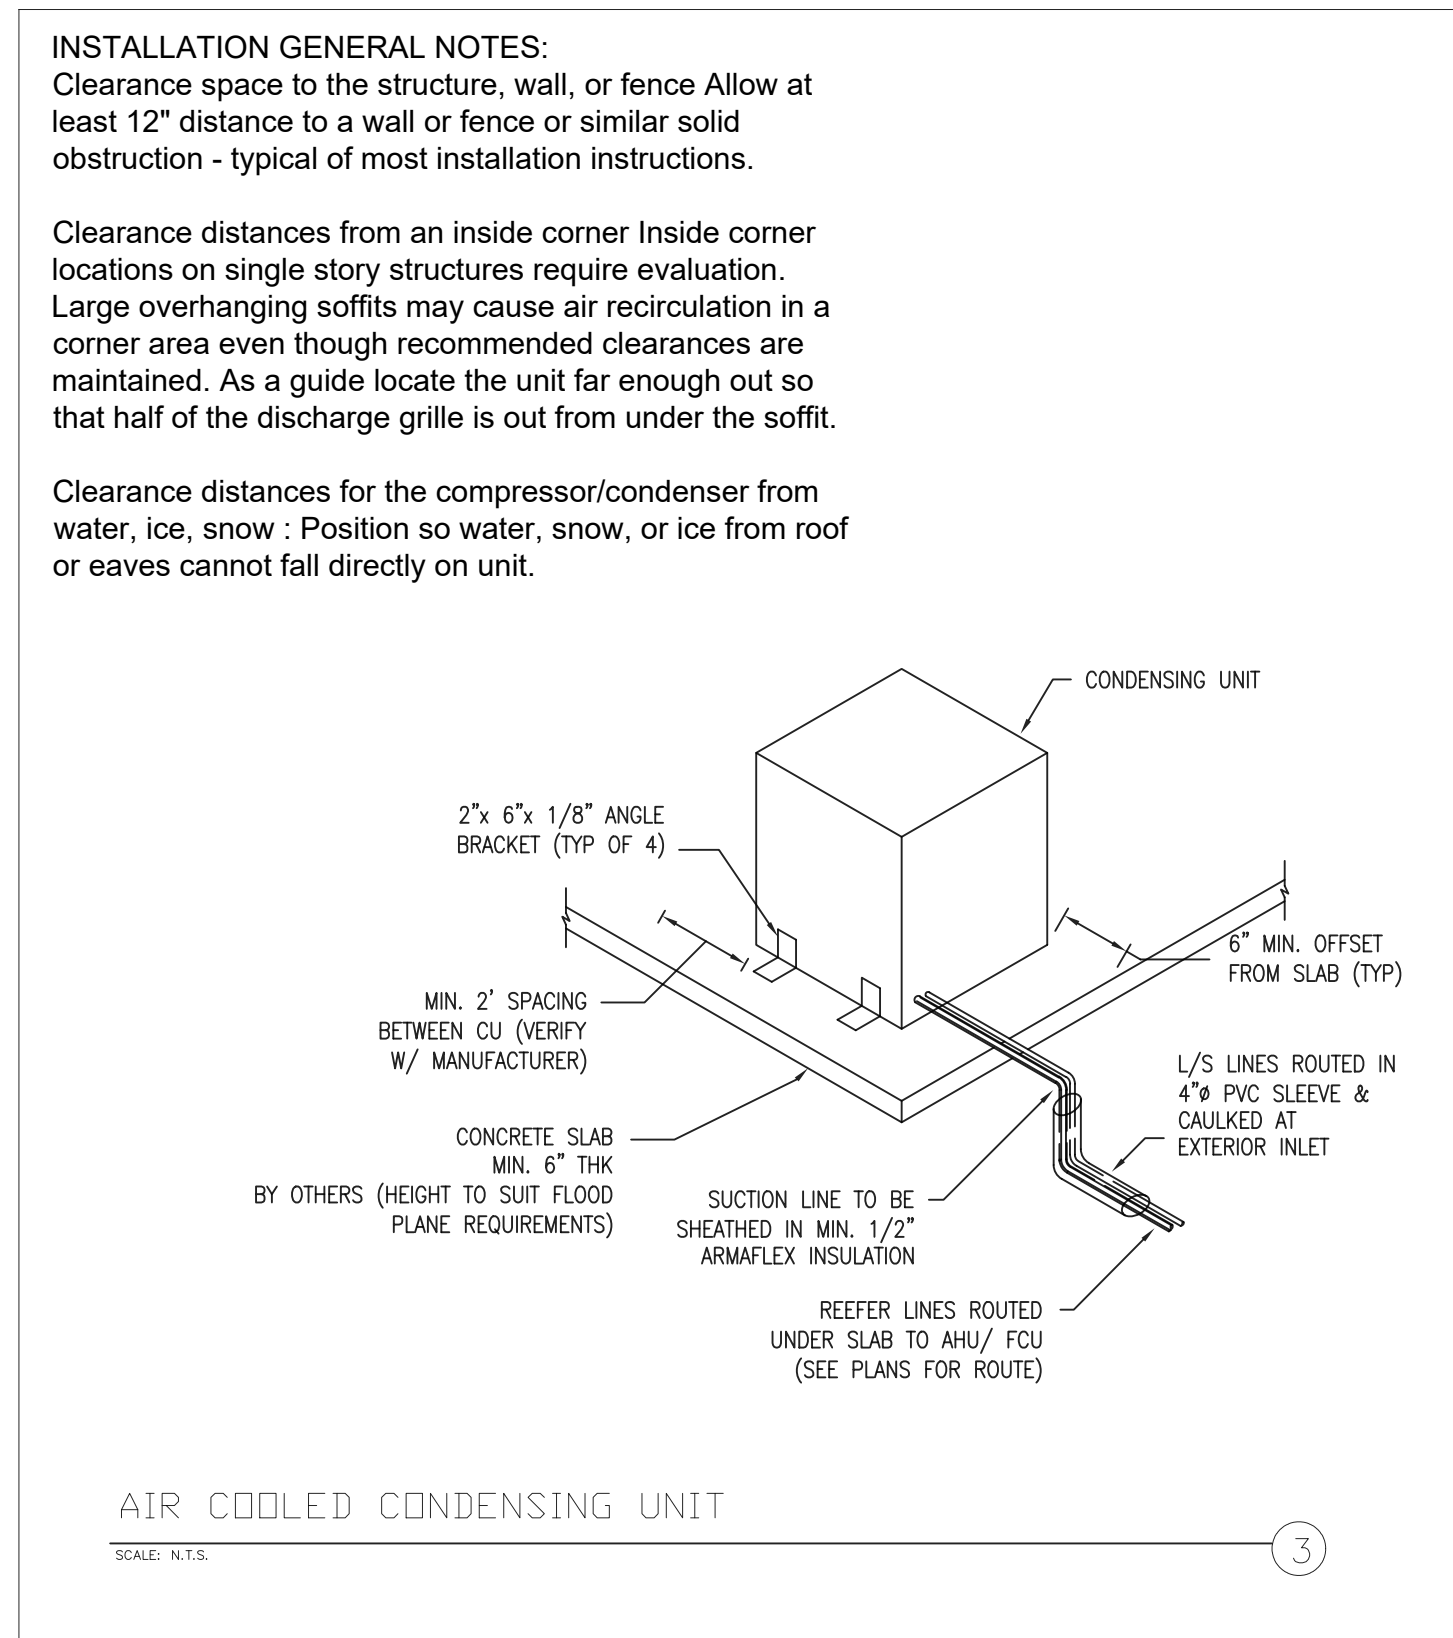 INSTALLATION GENERAL NOTES:
Clearance space to the structure, wall, or fence Allow at
least 12" distance to a wall or fence or similar solid
obstruction - typical of most installation instructions.
Clearance distances from an inside corner Inside corner
locations on single story structures require evaluation.
Large overhanging soffits may cause air recirculation in a
corner area even though recommended clearances are
maintained. As a guide locate the unit far enough out so
that half of the discharge grille is out from under the soffit.
Clearance distances for the compressor/condenser from
water, ice, snow : Position so water, snow, or ice from roof
or eaves cannot fall directly on unit.
CONDENSING UNIT
2"x 6"x 1/8" ANGLE
BRACKET (TYP OF 4)
6" MIN. OFFSET
FROM SLAB (TYP)
MIN. 2' SPACING
BETWEEN CU (VERIFY
W/ MANUFACTURER)
L/S LINES ROUTED IN
4"ø PVC SLEEVE &
CAULKED AT
EXTERIOR INLET
CONCRETE SLAB
MIN. 6" THK
BY OTHERS (HEIGHT TO SUIT FLOOD
PLANE REQUIREMENTS)
SUCTION LINE TO BE
SHEATHED IN MIN. 1/2"
ARMAFLEX INSULATION
REEFER LINES ROUTED
UNDER SLAB TO AHU/ FCU
(SEE PLANS FOR ROUTE)
AIR COOLED CONDENSING UNIT
SCALE: N.T.S.
3